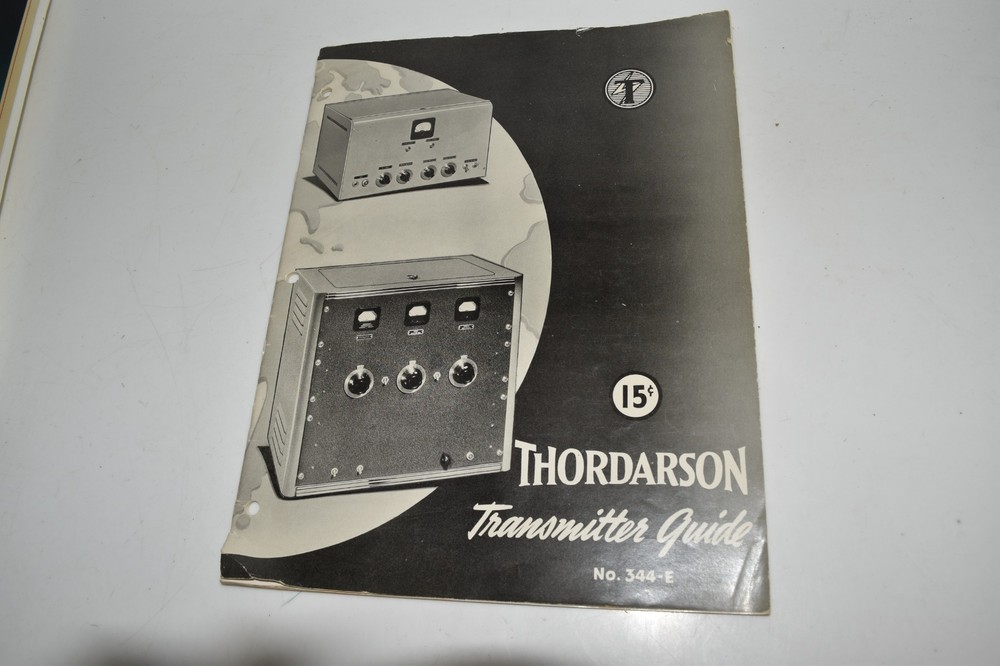 T
15¢
THORDARSON
Transmitter Guide
No. 344-E